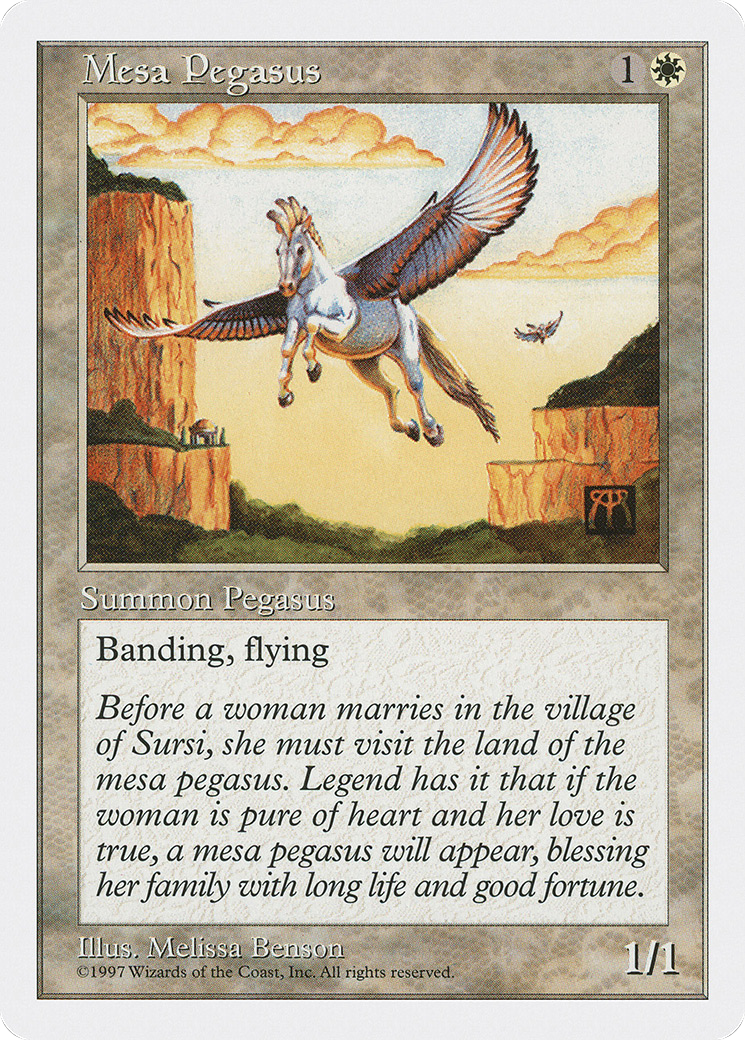 Mesa Pegasus 1
Summon Pegasus
Banding, flying
Before a woman marries in the village
of Sursi, she must visit the land of the
mesa pegasus. Legend has it that if the
woman is pure of heart and her love is
true, a mesa pegasus will appear, blessing
her family with long life and good fortune.
Illus. Melissa Benson
©1997 Wizards of the Coast, Inc. All rights reserved.
1/1